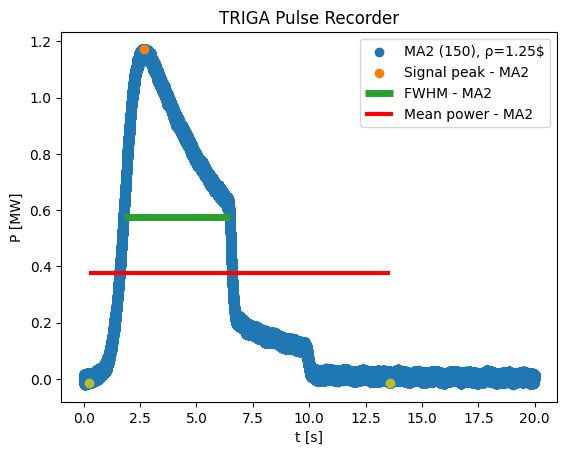 TRIGA Pulse Recorder
MA2 (150), ρ=1.25$
Signal peak - MA2
FWHM - MA2
Mean power - MA2
P [MW]
1.2
1.0
0.8
0.6
0.4
0.2
0.0
0.0 2.5 5.0 7.5 10.0 12.5 15.0 17.5 20.0
t [s]